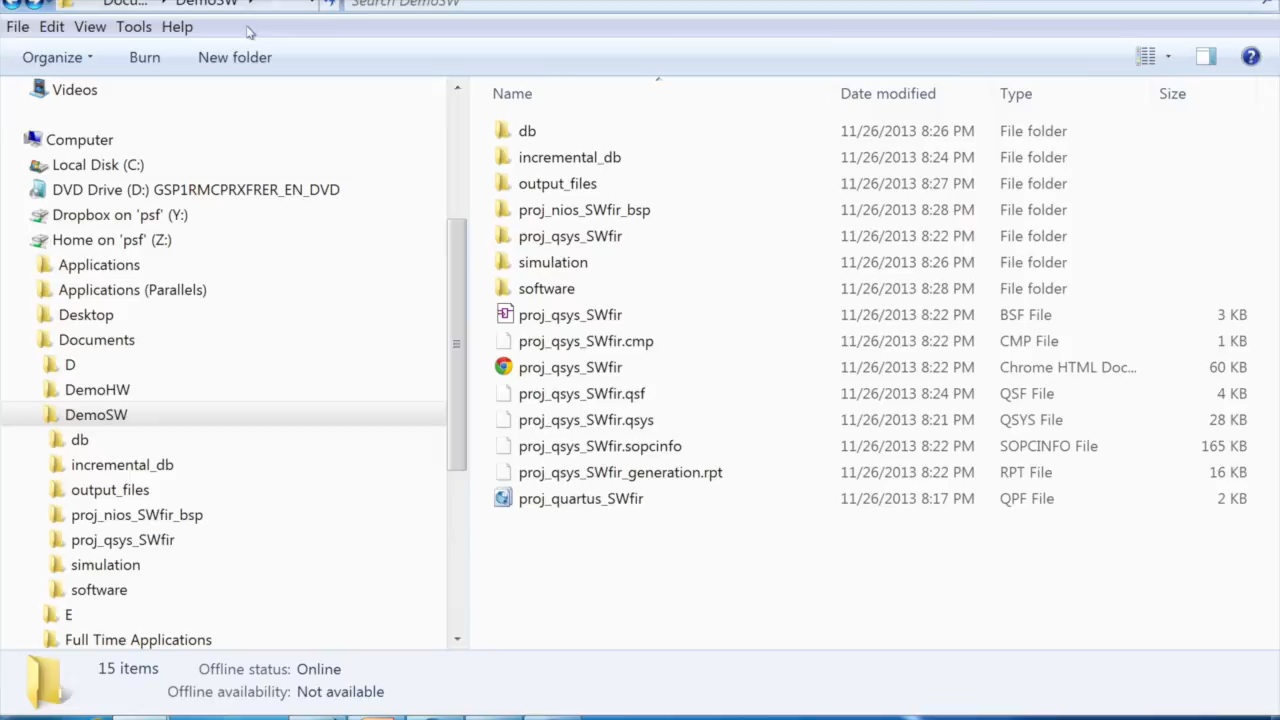 Docu... DemoSW Search DemoSW
File Edit View Tools Help
Organize Burn New folder
Videos
Computer
Local Disk (C:)
DVD Drive (D:) GSP1RMCPRXFRER_EN_DVD
Dropbox on 'psf' (Y:)
Home on 'psf' (Z:)
Applications
Applications (Parallels)
Desktop
Documents
D
DemoHW
DemoSW
db
incremental_db
output_files
proj_nios_SWfir_bsp
proj_qsys_SWfir
simulation
software
E
Full Time Applications
Name Date modified Type Size
db 11/26/2013 8:26 PM File folder
incremental_db 11/26/2013 8:24 PM File folder
output_files 11/26/2013 8:27 PM File folder
proj_nios_SWfir_bsp 11/26/2013 8:28 PM File folder
proj_qsys_SWfir 11/26/2013 8:22 PM File folder
simulation 11/26/2013 8:26 PM File folder
software 11/26/2013 8:28 PM File folder
proj_qsys_SWfir 11/26/2013 8:22 PM BSF File 3 KB
proj_qsys_SWfir.cmp 11/26/2013 8:22 PM CMP File 1 KB
proj_qsys_SWfir 11/26/2013 8:22 PM Chrome HTML Doc... 60 KB
proj_qsys_SWfir.qsf 11/26/2013 8:24 PM QSF File 4 KB
proj_qsys_SWfir.qsys 11/26/2013 8:21 PM QSYS File 28 KB
proj_qsys_SWfir.sopcinfo 11/26/2013 8:22 PM SOPCINFO File 165 KB
proj_qsys_SWfir_generation.rpt 11/26/2013 8:22 PM RPT File 16 KB
proj_quartus_SWfir 11/26/2013 8:17 PM QPF File 2 KB
15 items Offline status: Online
Offline availability: Not available